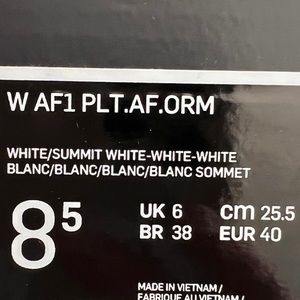 W AF1 PLT.AF.ORM
WHITE/SUMMIT WHITE-WHITE-WHITE
BLANC/BLANC/BLANC/BLANC SOMMET
8⁵
UK 6 cm 25.5
BR 38 EUR 40
MADE IN VIETNAM /
FABRIQUE AU VIETNAM /